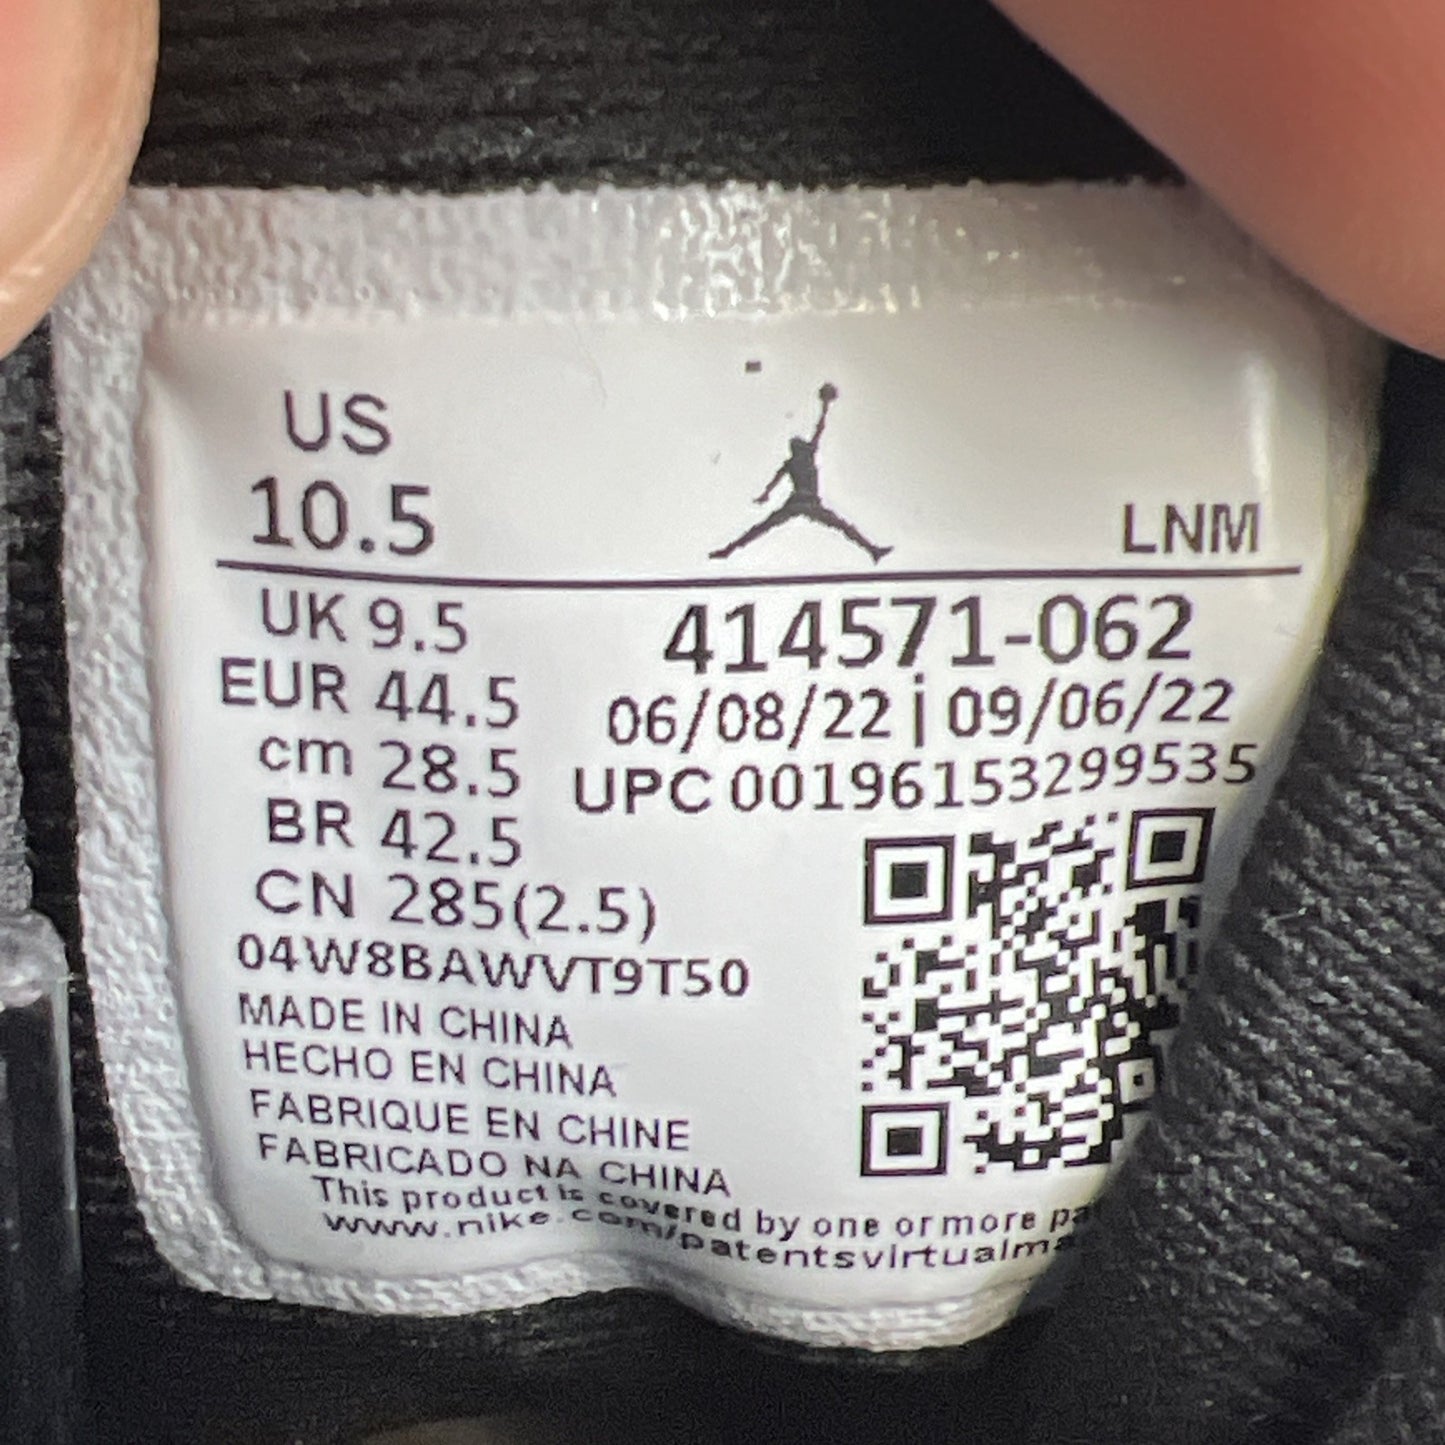 US
10.5
LNM
UK 9.5
EUR 44.5
cm 28.5
BR 42.5
CN 285(2.5)
414571-062
06/08/22 | 09/06/22
UPC 00196153299535
04W8BAWVT9T50
MADE IN CHINA
HECHO EN CHINA
FABRIQUE EN CHINE
FABRICADO NA CHINA
This product is covered by one or more
www.nike.com/patentsvirtualma